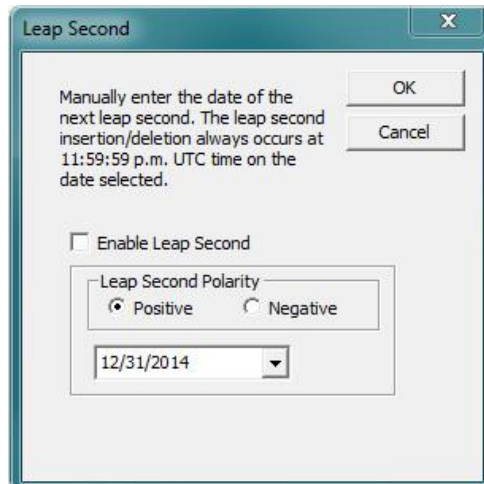 Leap Second
X
Manually enter the date of the
next leap second. The leap second
insertion/deletion always occurs at
11:59:59 p.m. UTC time on the
date selected.
OK
Cancel
Enable Leap Second
Leap Second Polarity
Positive
Negative
12/31/2014